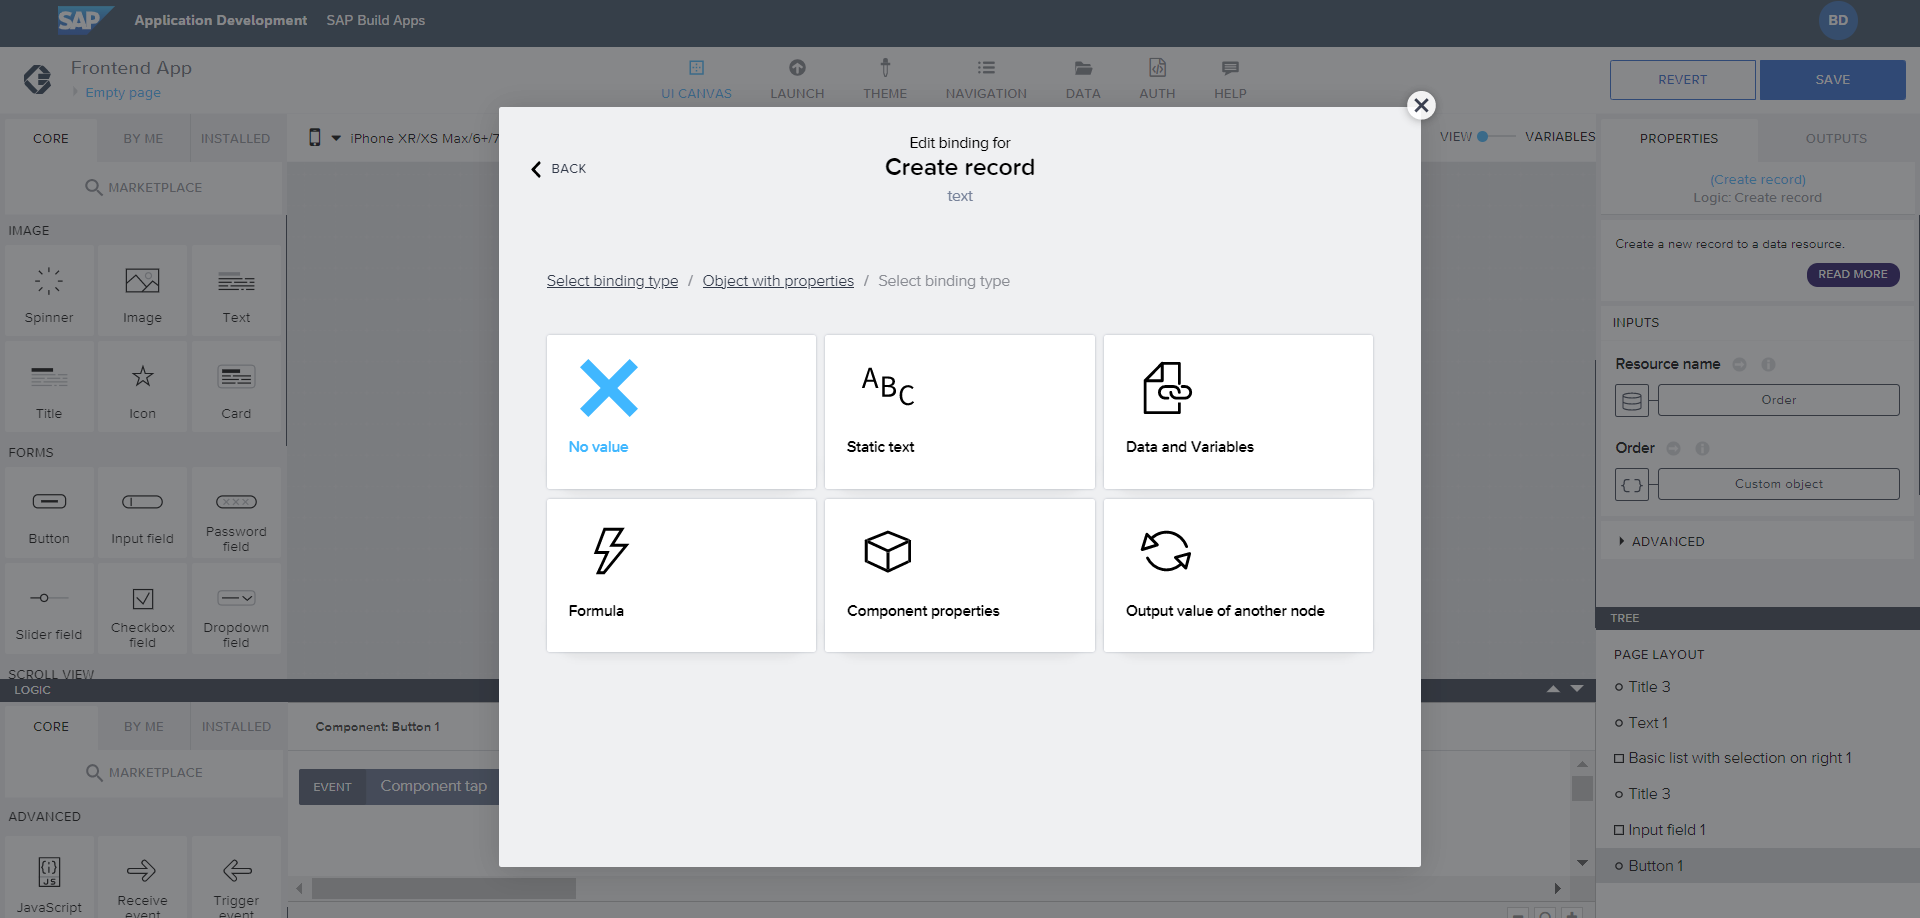 SAP Application Development SAP Build Apps BD
Frontend App
Empty page
UI CANVAS LAUNCH THEME NAVIGATION DATA AUTH HELP
REVERT SAVE
CORE BY ME INSTALLED
MARKETPLACE
iPhone XR/XS Max/6+/7
VIEW VARIABLES
IMAGE
Spinner Image Text
Title Icon Card
FORMS
Button Input field Password field
Slider field Checkbox field Dropdown field
SCROLL VIEW
BACK
Edit binding for
Create record
text
Select binding type / Object with properties / Select binding type
No value
ABC
Static text
Data and Variables
Formula
Component properties
Output value of another node
PROPERTIES OUTPUTS
(Create record)
Logic: Create record
Create a new record to a data resource.
READ MORE
INPUTS
Resource name
Order
Order
Custom object
ADVANCED
LOGIC
CORE BY ME INSTALLED
MARKETPLACE
Component: Button 1
EVENT Component tap
ADVANCED
JS
JavaScript Receive event Trigger event
TREE
PAGE LAYOUT
Title 3
Text 1
Basic list with selection on right 1
Title 3
Input field 1
Button 1